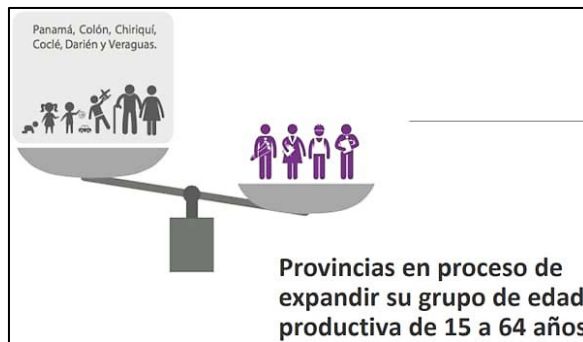 Panamá, Colón, Chiriquí,
Coclé, Darién y Veraguas.
Provincias en proceso de
expandir su grupo de edad
productiva de 15 a 64 años